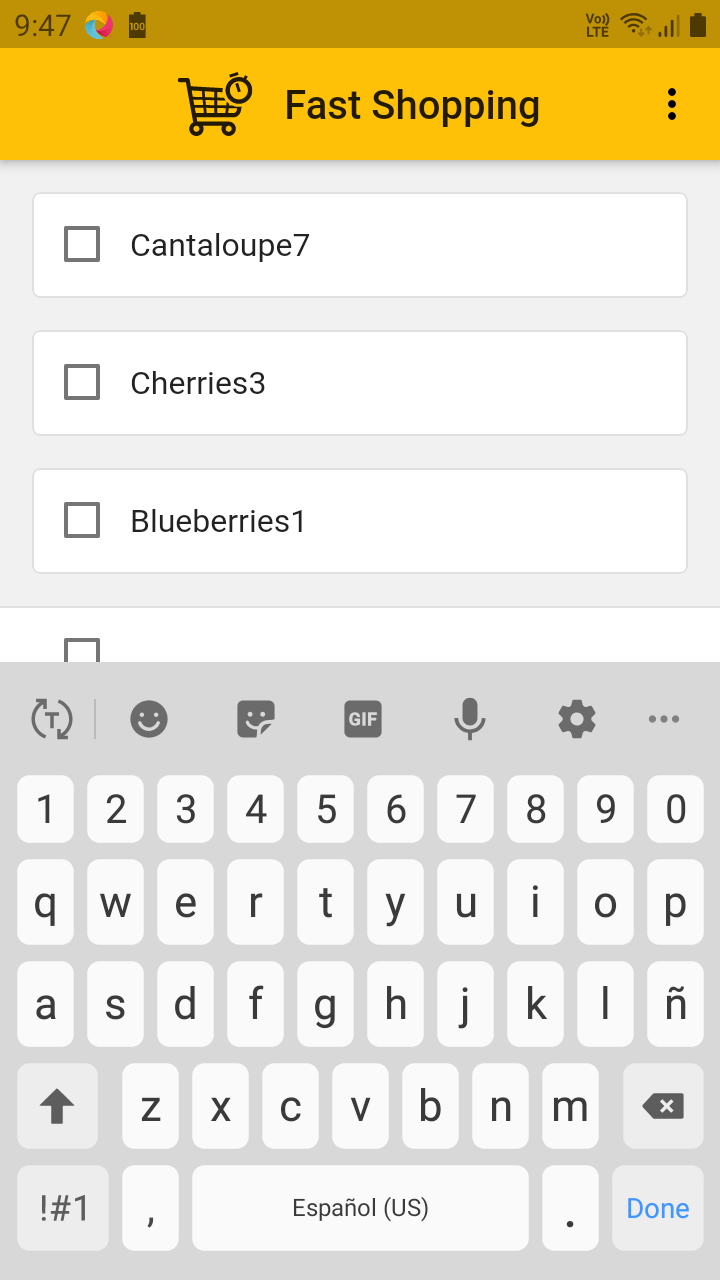 9:47 100 Vo)) LTE
Fast Shopping
Cantaloupe7
Cherries3
Blueberries1
T GIF
1 2 3 4 5 6 7 8 9 0
q w e r t y u i o p
a s d f g h j k l ñ
z x c v b n m
!#1 , Español (US) . Done